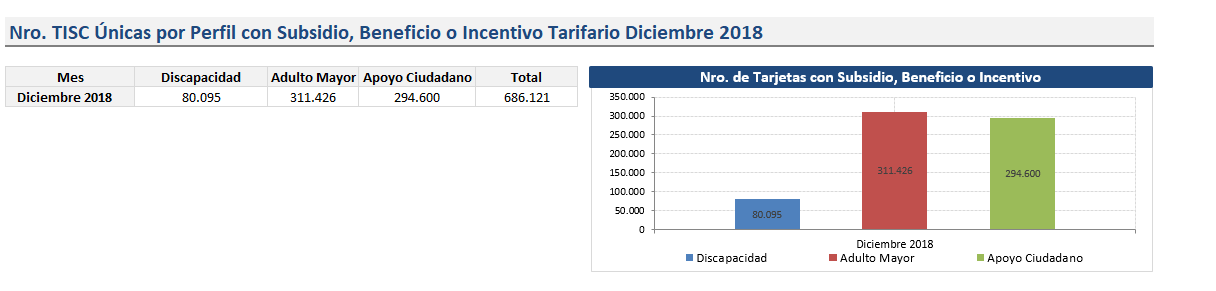 Nro. TISC Únicas por Perfil con Subsidio, Beneficio o Incentivo Tarifario Diciembre 2018
Mes Discapacidad Adulto Mayor Apoyo Ciudadano Total
Diciembre 2018 80.095 311.426 294.600 686.121
Nro. de Tarjetas con Subsidio, Beneficio o Incentivo
350.000
300.000
250.000
200.000
150.000
100.000
50.000
0
80.095
311.426
294.600
Diciembre 2018
Discapacidad Adulto Mayor Apoyo Ciudadano